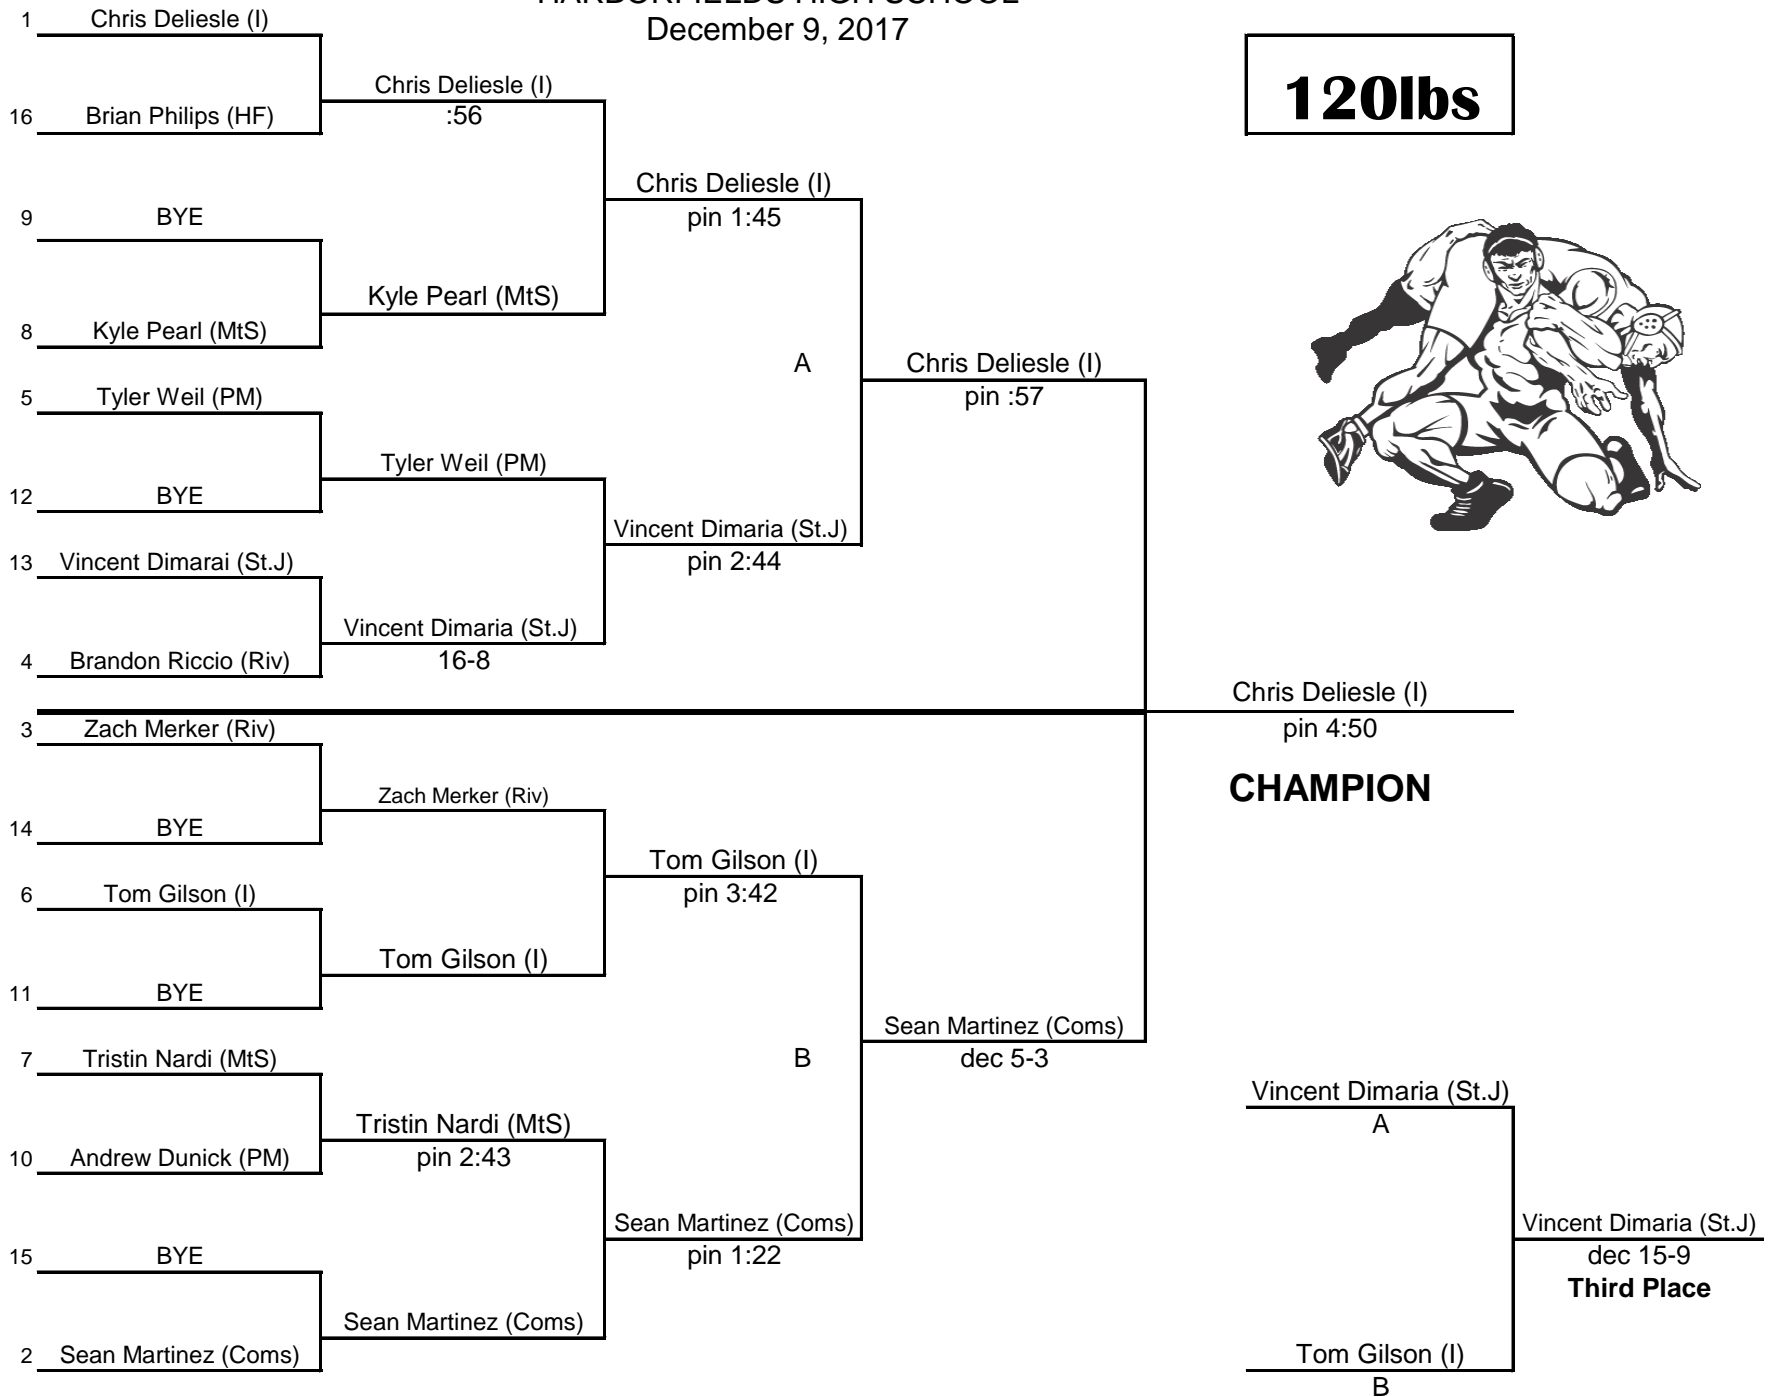 HARBORFIELDS HIGH SCHOOL
December 9, 2017
120lbs
1 Chris Deliesle (I)
Chris Deliesle (I)
:56
16 Brian Philips (HF)
Chris Deliesle (I)
pin 1:45
9 BYE
Kyle Pearl (MtS)
8 Kyle Pearl (MtS)
A
Chris Deliesle (I)
pin :57
5 Tyler Weil (PM)
Tyler Weil (PM)
12 BYE
Vincent Dimaria (St.J)
pin 2:44
13 Vincent Dimarai (St.J)
Vincent Dimaria (St.J)
16-8
4 Brandon Riccio (Riv)
Chris Deliesle (I)
pin 4:50
CHAMPION
3 Zach Merker (Riv)
Zach Merker (Riv)
14 BYE
Tom Gilson (I)
pin 3:42
6 Tom Gilson (I)
Tom Gilson (I)
11 BYE
Sean Martinez (Coms)
dec 5-3
B
7 Tristin Nardi (MtS)
Tristin Nardi (MtS)
pin 2:43
10 Andrew Dunick (PM)
Sean Martinez (Coms)
pin 1:22
15 BYE
Sean Martinez (Coms)
2 Sean Martinez (Coms)
Vincent Dimaria (St.J)
A
Vincent Dimaria (St.J)
dec 15-9
Third Place
Tom Gilson (I)
B